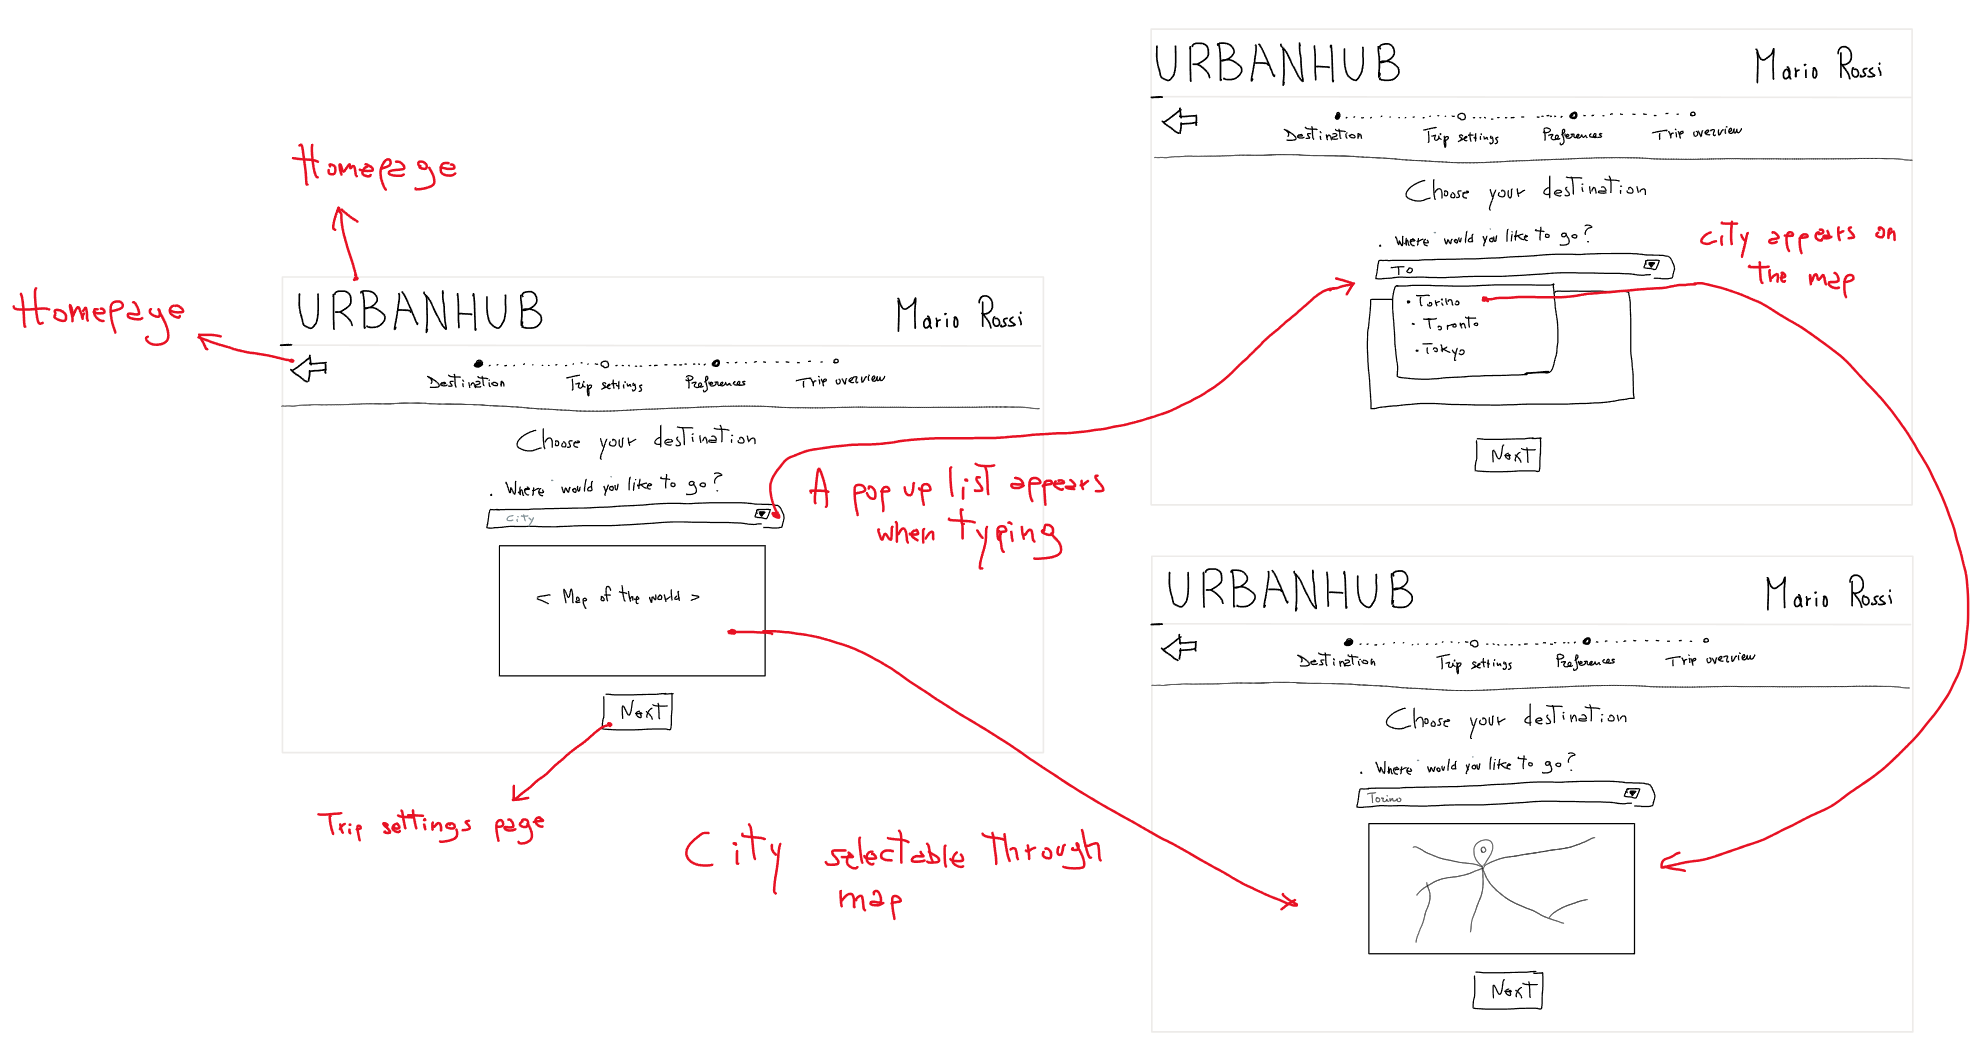 Homepage
Homepage
URBANHUB
Mario Rossi
Destination
Trip settings
Preferences
Trip overview
Choose your destination
. Where would you like to go?
City
< Map of the world >
Next
Trip settings page
A pop up list appears
when typing
City selectable through
map
URBANHUB
Mario Rossi
Destination
Trip settings
Preferences
Trip overview
Choose your destination
. Where would you like to go?
To
• Torino
• Toronto
• Tokyo
Next
city appears on
the map
URBANHUB
Mario Rossi
Destination
Trip settings
Preferences
Trip overview
Choose your destination
. Where would you like to go?
Torino
Next